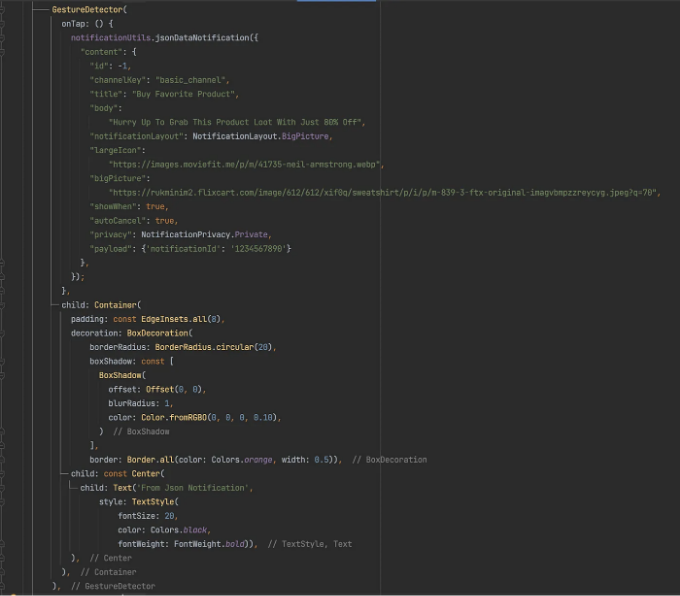 GestureDetector(
onTap: () {
notificationUtils.jsonDataNotification({
"content": {
"id": -1,
"channelKey": "basic_channel",
"title": "Buy Favorite Product",
"body":
"Hurry Up To Grab This Product Loot With Just 80% Off",
"notificationLayout": NotificationLayout.BigPicture,
"largeIcon":
"https://images.moviefit.me/p/m/41735-neil-armstrong.webp",
"bigPicture":
"https://rukminim2.flixcart.com/image/612/612/xif0q/sweatshirt/p/i/p/m-839-3-ftx-original-imagvbmpzzreycyg.jpeg?q=70",
"showWhen": true,
"autoCancel": true,
"privacy": NotificationPrivacy.Private,
"payload": {'notificationId': '1234567890'}
},
});
},
child: Container(
padding: const EdgeInsets.all(8),
decoration: BoxDecoration(
borderRadius: BorderRadius.circular(20),
boxShadow: const [
BoxShadow(
offset: Offset(0, 0),
blurRadius: 1,
color: Color.fromRGBO(0, 0, 0, 0.10),
) // BoxShadow
],
border: Border.all(color: Colors.orange, width: 0.5)), // BoxDecoration
child: const Center(
child: Text('From Json Notification',
style: TextStyle(
fontSize: 20,
color: Colors.black,
fontWeight: FontWeight.bold)), // TextStyle, Text
), // Center
), // Container
), // GestureDetector